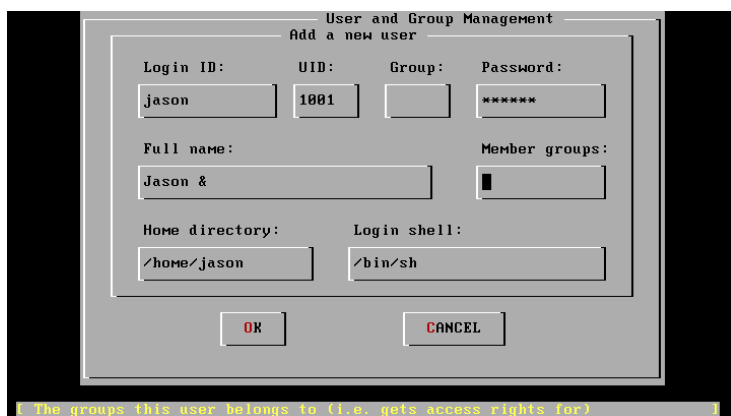 User and Group Management
Add a new user
Login ID: UID: Group: Password:
jason 1001 ******
Full name: Member groups:
Jason &
Home directory: Login shell:
/home/jason /bin/sh
OK CANCEL
[ The groups this user belongs to (i.e. gets access rights for) ]